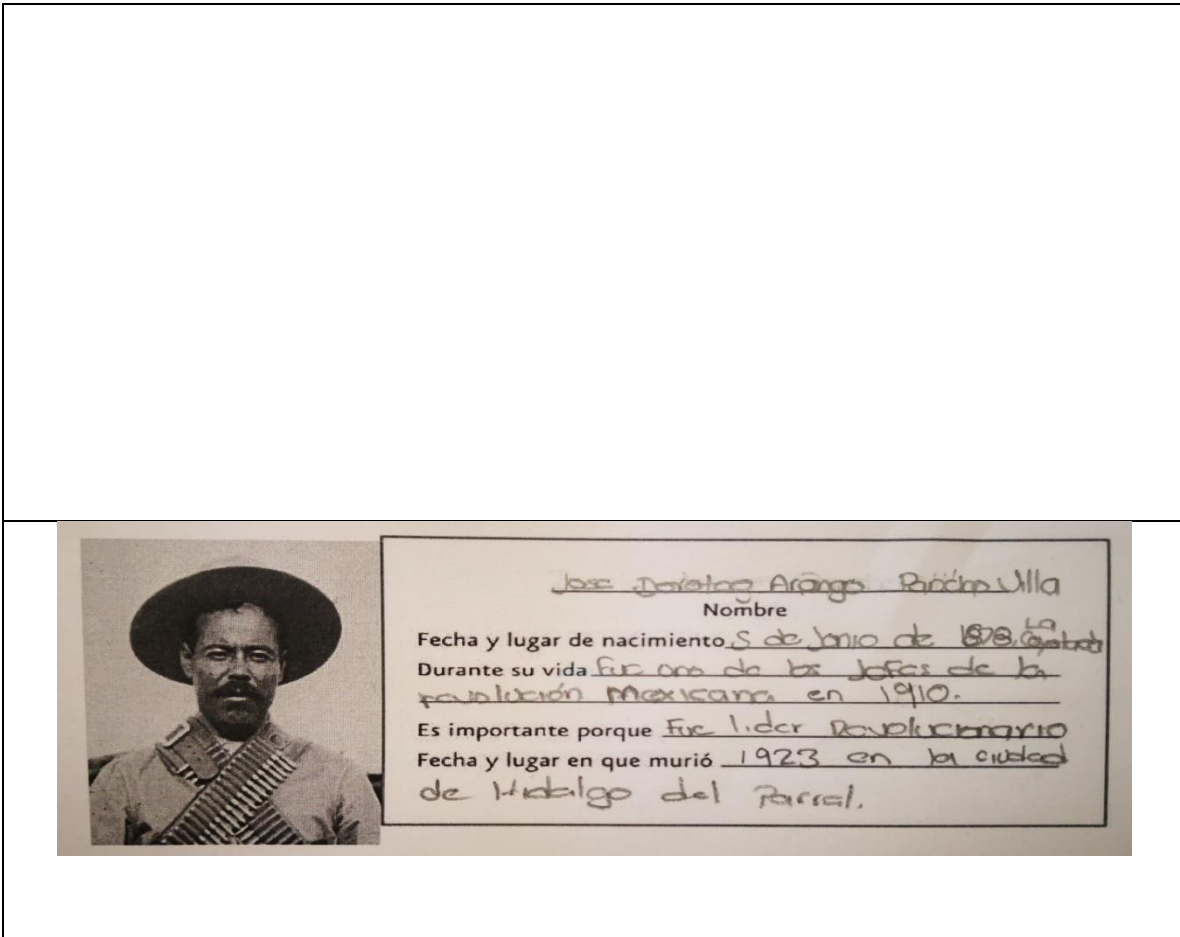 Jose Doroteo Arango Pancho Villa
Nombre
Fecha y lugar de nacimiento 5 de Junio de 1878. La Coyotada
Durante su vida fue uno de los Jefes de la
revolución Mexicana en 1910.
Es importante porque Fue lider Revolucionario
Fecha y lugar en que murió 1923 en la ciudad
de Hidalgo del Parral.